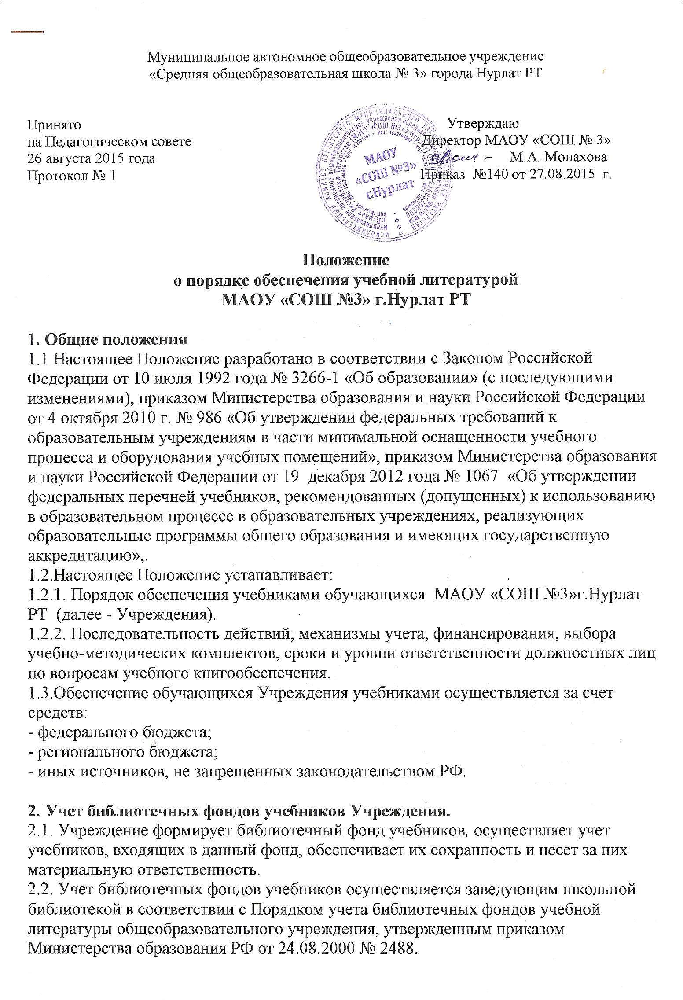 Муниципальное автономное общеобразовательное учреждение
«Средняя общеобразовательная школа № 3» города Нурлат РТ
Принято
на Педагогическом совете
26 августа 2015 года
Протокол № 1
Утверждаю
Директор МАОУ «СОШ № 3»
М.А. Монахова
Приказ №140 от 27.08.2015 г.
МАОУ
«СОШ №3»
г.Нурлат
Положение
о порядке обеспечения учебной литературой
МАОУ «СОШ №3» г.Нурлат РТ
1. Общие положения
1.1.Настоящее Положение разработано в соответствии с Законом Российской
Федерации от 10 июля 1992 года № 3266-1 «Об образовании» (с последующими
изменениями), приказом Министерства образования и науки Российской Федерации
от 4 октября 2010 г. № 986 «Об утверждении федеральных требований к
образовательным учреждениям в части минимальной оснащенности учебного
процесса и оборудования учебных помещений», приказом Министерства образования
и науки Российской Федерации от 19 декабря 2012 года № 1067 «Об утверждении
федеральных перечней учебников, рекомендованных (допущенных) к использованию
в образовательном процессе в образовательных учреждениях, реализующих
образовательные программы общего образования и имеющих государственную
аккредитацию»,.
1.2.Настоящее Положение устанавливает:
1.2.1. Порядок обеспечения учебниками обучающихся МАОУ «СОШ №3»г.Нурлат
РТ (далее - Учреждения).
1.2.2. Последовательность действий, механизмы учета, финансирования, выбора
учебно-методических комплектов, сроки и уровни ответственности должностных лиц
по вопросам учебного книгообеспечения.
1.3.Обеспечение обучающихся Учреждения учебниками осуществляется за счет
средств:
- федерального бюджета;
- регионального бюджета;
- иных источников, не запрещенных законодательством РФ.
2. Учет библиотечных фондов учебников Учреждения.
2.1. Учреждение формирует библиотечный фонд учебников, осуществляет учет
учебников, входящих в данный фонд, обеспечивает их сохранность и несет за них
материальную ответственность.
2.2. Учет библиотечных фондов учебников осуществляется заведующим школьной
библиотекой в соответствии с Порядком учета библиотечных фондов учебной
литературы общеобразовательного учреждения, утвержденным приказом
Министерства образования РФ от 24.08.2000 № 2488.